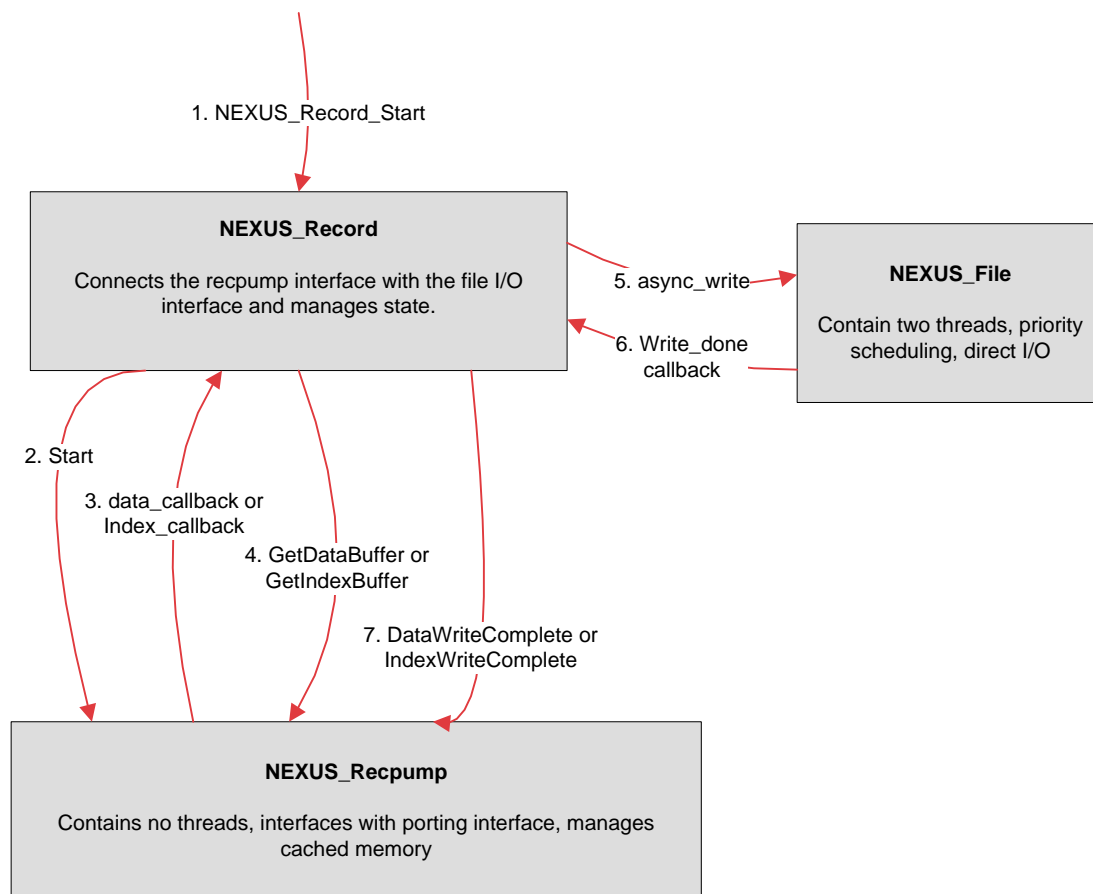 1. NEXUS_Record_Start
NEXUS_Record
Connects the recpump interface with the file I/O
interface and manages state.
5. async_write
NEXUS_File
Contain two threads, priority
scheduling, direct I/O
6. Write_done
callback
2. Start
3. data_callback or
Index_callback
4. GetDataBuffer or
GetIndexBuffer
7. DataWriteComplete or
IndexWriteComplete
NEXUS_Recpump
Contains no threads, interfaces with porting interface, manages
cached memory